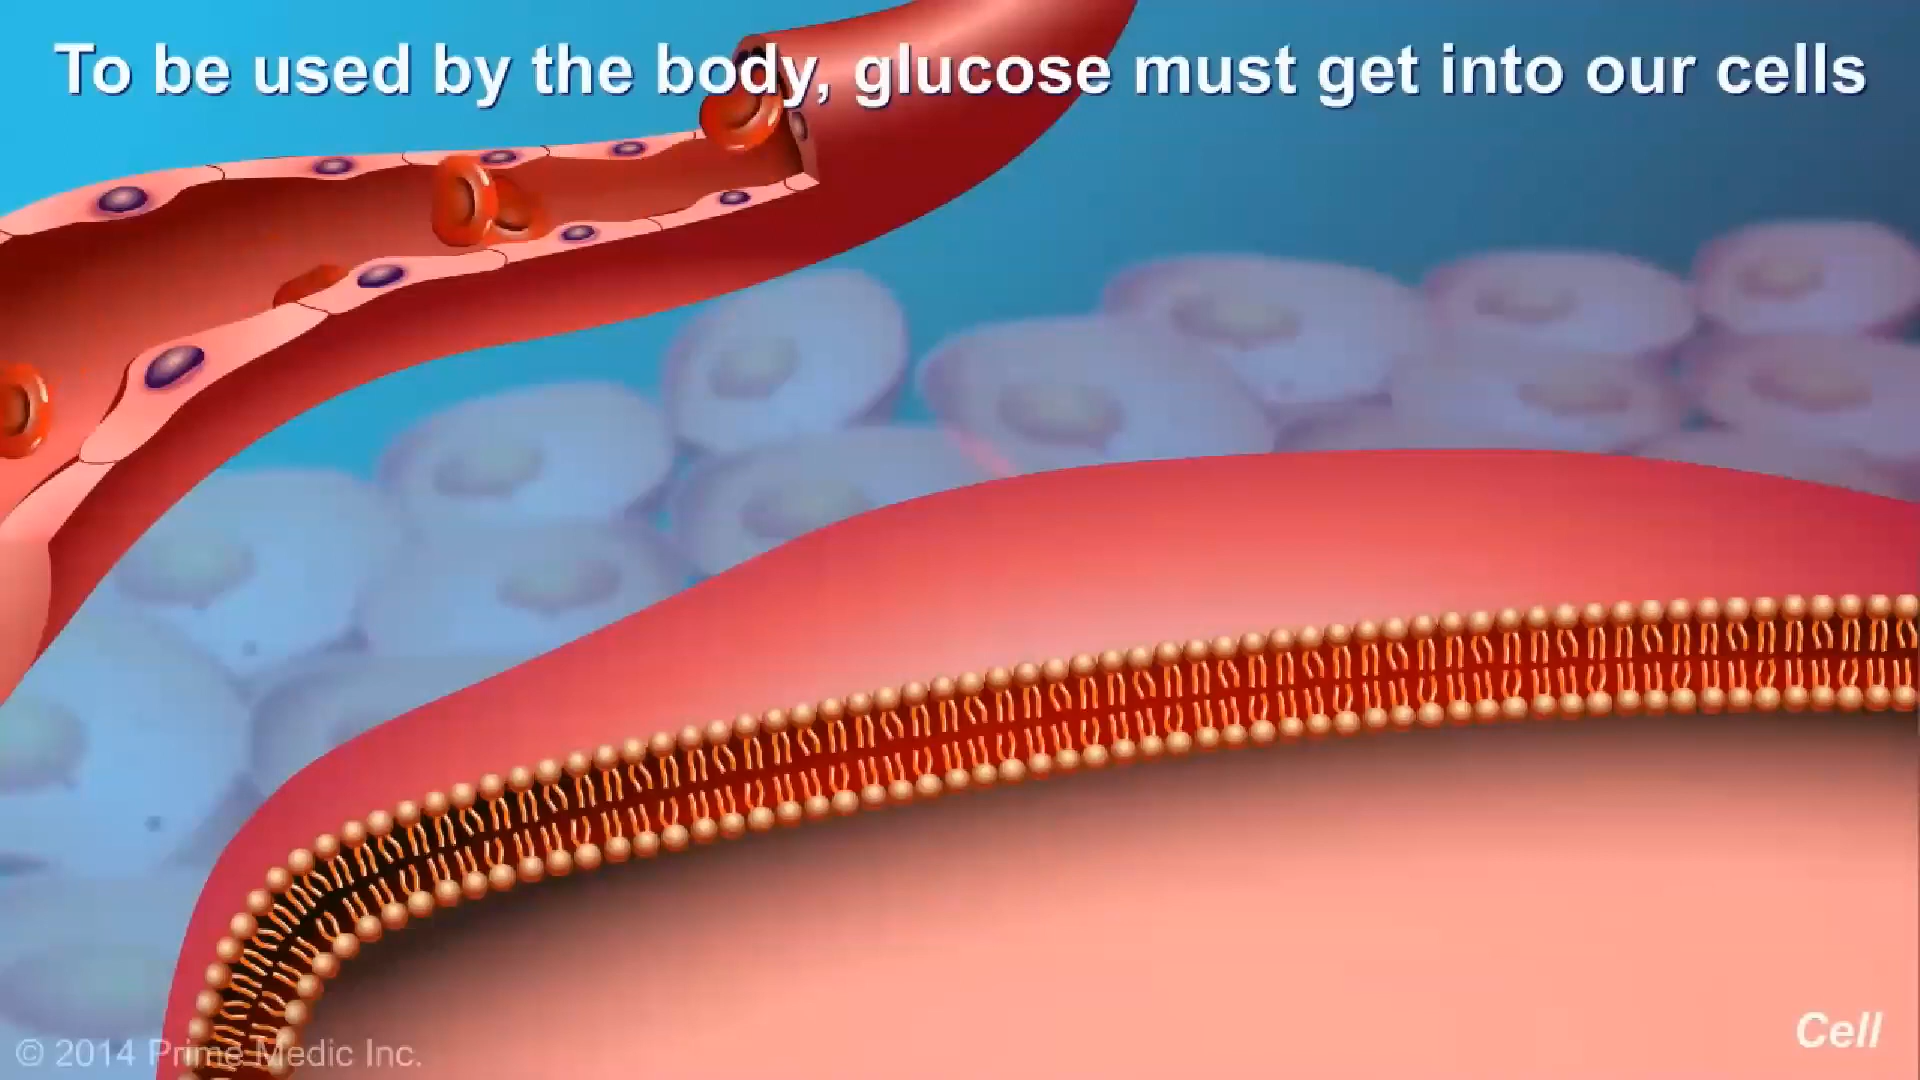 To be used by the body, glucose must get into our cells
Cell
© 2014 Prime Medic Inc.